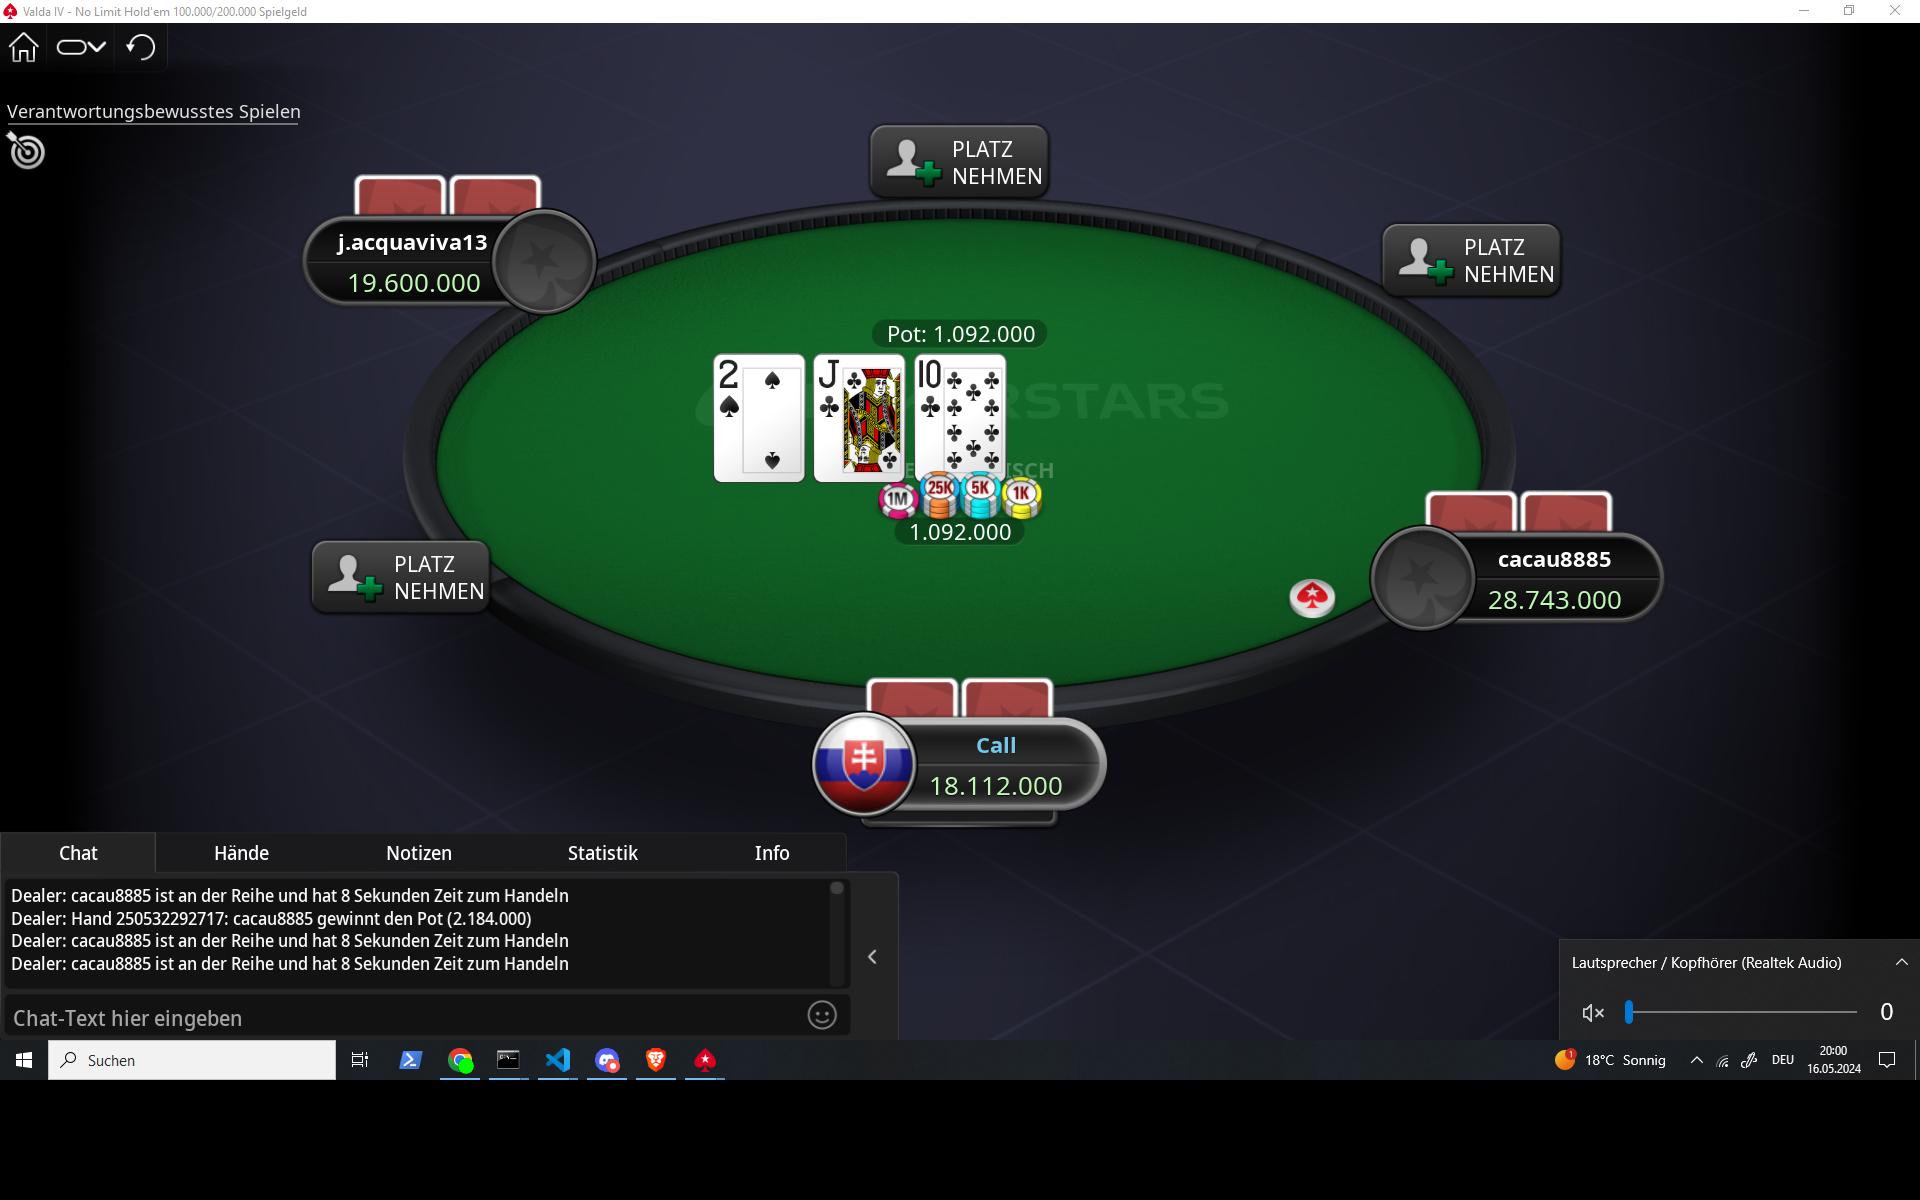 Valda IV - No Limit Hold'em 100.000/200.000 Spielgeld
Verantwortungsbewusstes Spielen
PLATZ
NEHMEN
PLATZ
NEHMEN
j.acquaviva13
19.600.000
Pot: 1.092.000
2
J
10
1M
25K
5K
1K
1.092.000
PLATZ
NEHMEN
cacau8885
28.743.000
Call
18.112.000
Chat Hände Notizen Statistik Info
Dealer: cacau8885 ist an der Reihe und hat 8 Sekunden Zeit zum Handeln
Dealer: Hand 250532292717: cacau8885 gewinnt den Pot (2.184.000)
Dealer: cacau8885 ist an der Reihe und hat 8 Sekunden Zeit zum Handeln
Dealer: cacau8885 ist an der Reihe und hat 8 Sekunden Zeit zum Handeln
Chat-Text hier eingeben
Lautsprecher / Kopfhörer (Realtek Audio)
0
Suchen
1
18°C Sonnig
DEU
20:00
16.05.2024